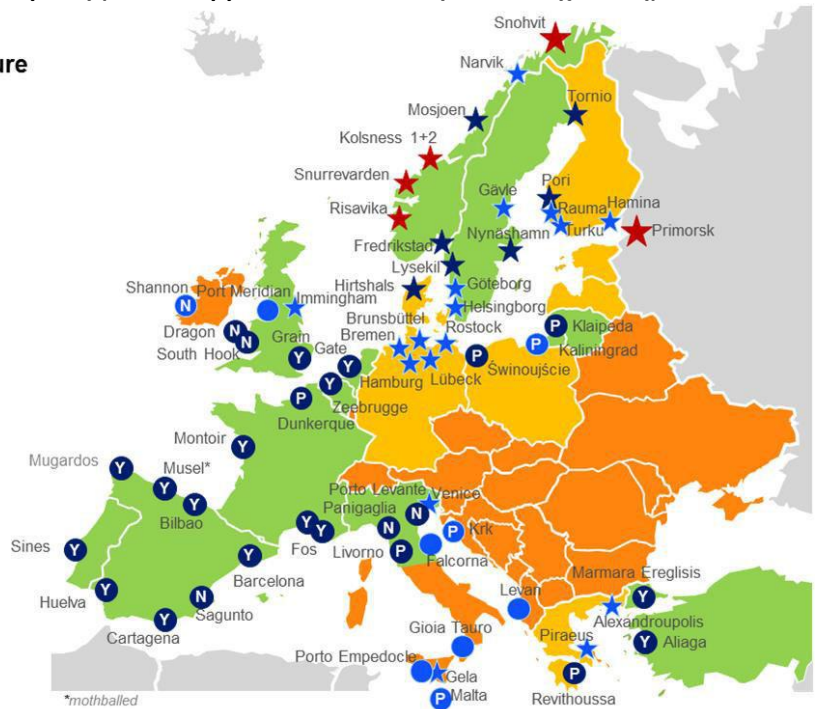 ure
Snohvit
Narvik
Tornio
Mosjoen
Kolsness 1+2
Snurrevarden
Pori
Gävle
Rauma
Hamina
Risavika
Turku
Primorsk
Fredrikstad
Nynäshamn
Lysekil
Shannon
N
Port Meridian
Immingham
Hirtshals
Göteborg
Helsingborg
Brunsbüttel
Rostock
P
Klaipeda
Dragon
N
N
Grain
Gate
Bremen
P
Kaliningrad
South Hook
Y
Y
Hamburg
Lübeck
P
Świnoujście
Y
Zeebrugge
P
Dunkerque
Montoir
Y
Mugardos
Y
Musel*
Y
Y
Bilbao
Porto Levante
Venice
Panigaglia
N
N
P
Krk
Sines
Y
Fos
Y
Y
Livorno
P
Falcorna
Y
Barcelona
Marmara Ereglisis
Y
Huelva
Y
N
Sagunto
Levan
Alexandroupolis
Cartagena
Y
Gioia Tauro
Piraeus
Y
Aliaga
Porto Empedocle
Gela
P
Malta
P
Revithoussa
*mothballed